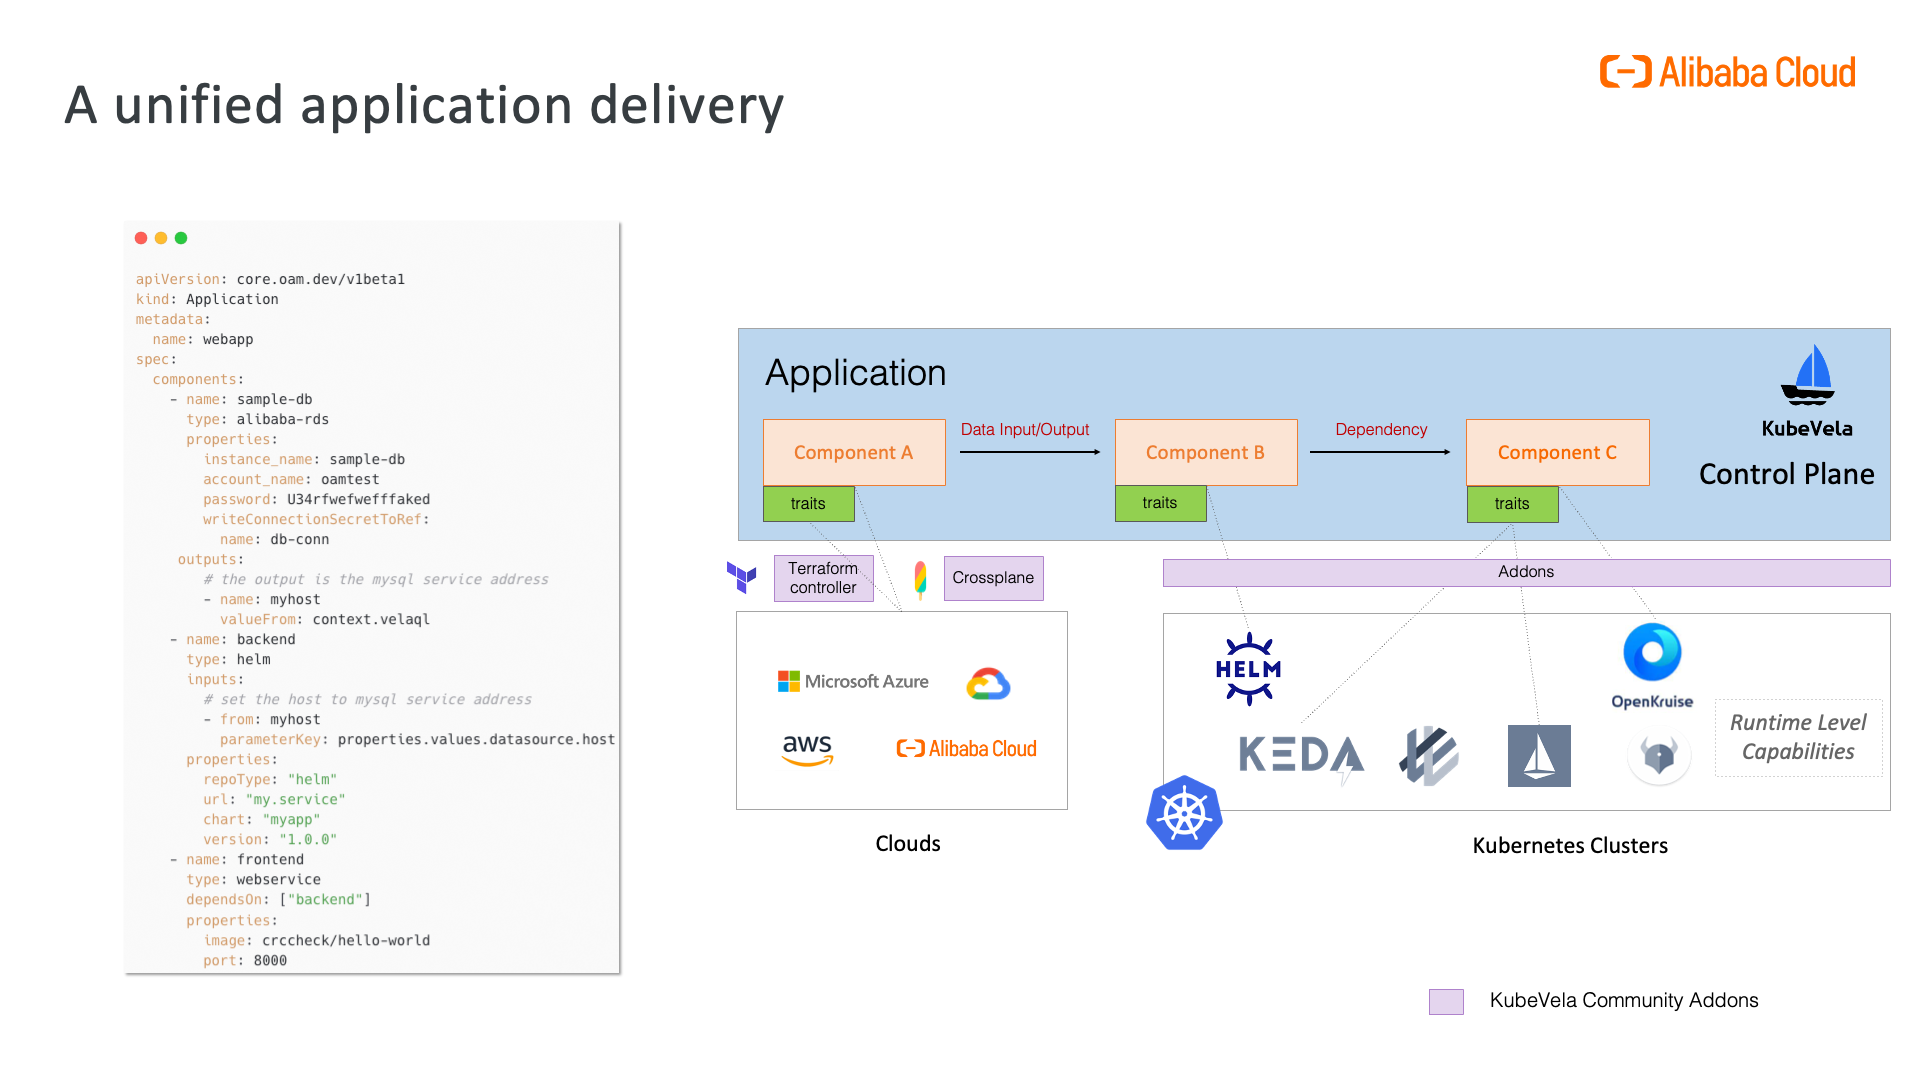 A unified application delivery
Alibaba Cloud
apiVersion: core.oam.dev/v1beta1
kind: Application
metadata:
  name: webapp
spec:
  components:
    - name: sample-db
      type: alibaba-rds
      properties:
        instance_name: sample-db
        account_name: oamtest
        password: U34rfwefwefffaked
        writeConnectionSecretToRef:
          name: db-conn
     outputs:
        # the output is the mysql service address
        - name: myhost
          valueFrom: context.velaql
    - name: backend
      type: helm
      inputs:
        # set the host to mysql service address
        - from: myhost
          parameterKey: properties.values.datasource.host
      properties:
        repoType: "helm"
        url: "my.service"
        chart: "myapp"
        version: "1.0.0"
    - name: frontend
      type: webservice
      dependsOn: ["backend"]
      properties:
        image: crccheck/hello-world
        port: 8000
Application
Component A
Data Input/Output
Component B
Dependency
Component C
traits
traits
traits
KubeVela
Control Plane
Terraform
controller
Crossplane
Addons
Microsoft Azure
aws
Alibaba Cloud
Clouds
HELM
OpenKruise
KEDA
Runtime Level
Capabilities
Kubernetes Clusters
KubeVela Community Addons